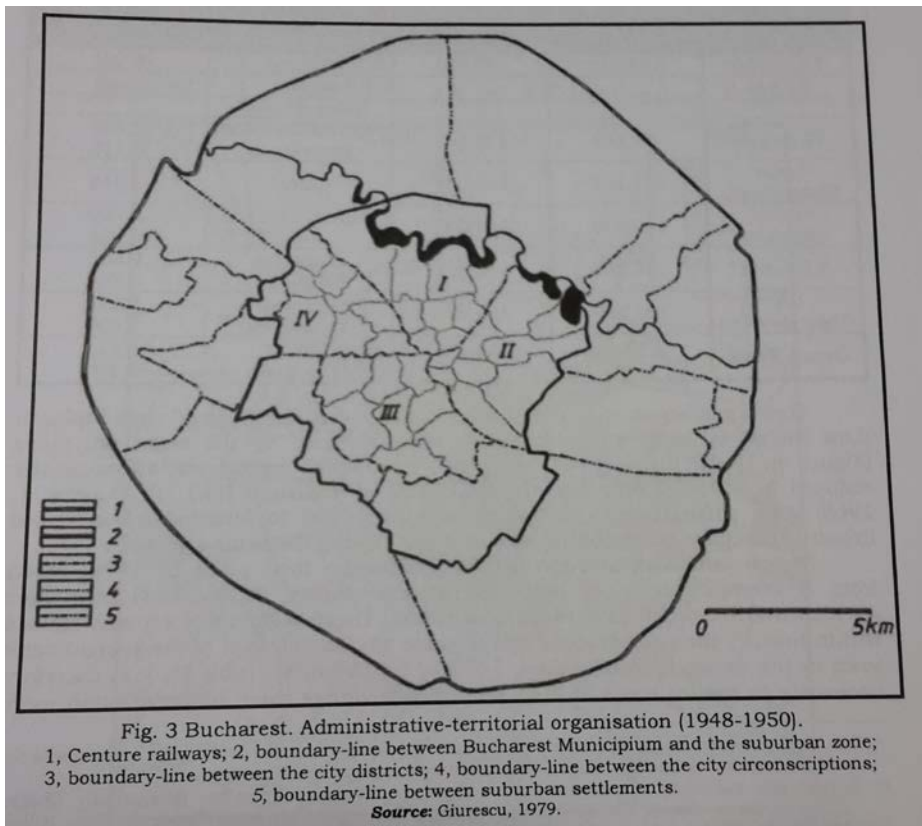 I
IV
II
III
1
2
3
4
5
0 5km
Fig. 3 Bucharest. Administrative-territorial organisation (1948-1950).
1, Centure railways; 2, boundary-line between Bucharest Municipium and the suburban zone;
3, boundary-line between the city districts; 4, boundary-line between the city circonscriptions;
5, boundary-line between suburban settlements.
Source: Giurescu, 1979.